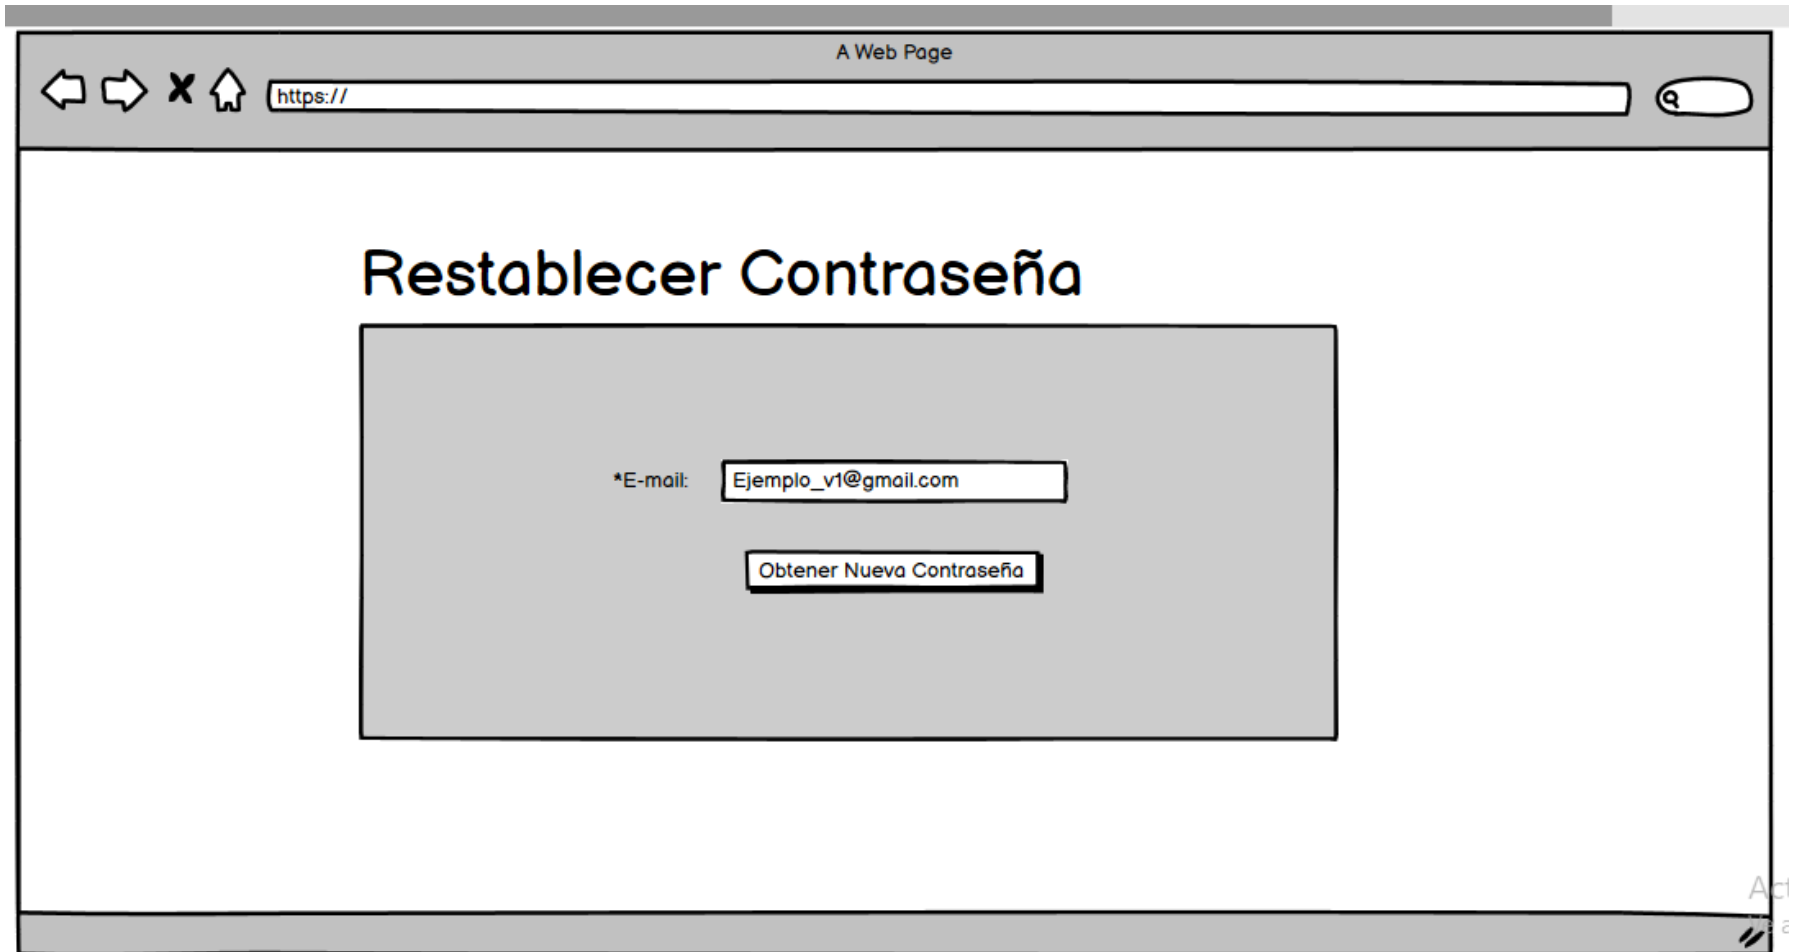 A Web Page
https://
Restablecer Contraseña
*E-mail: Ejemplo_v1@gmail.com
Obtener Nueva Contraseña